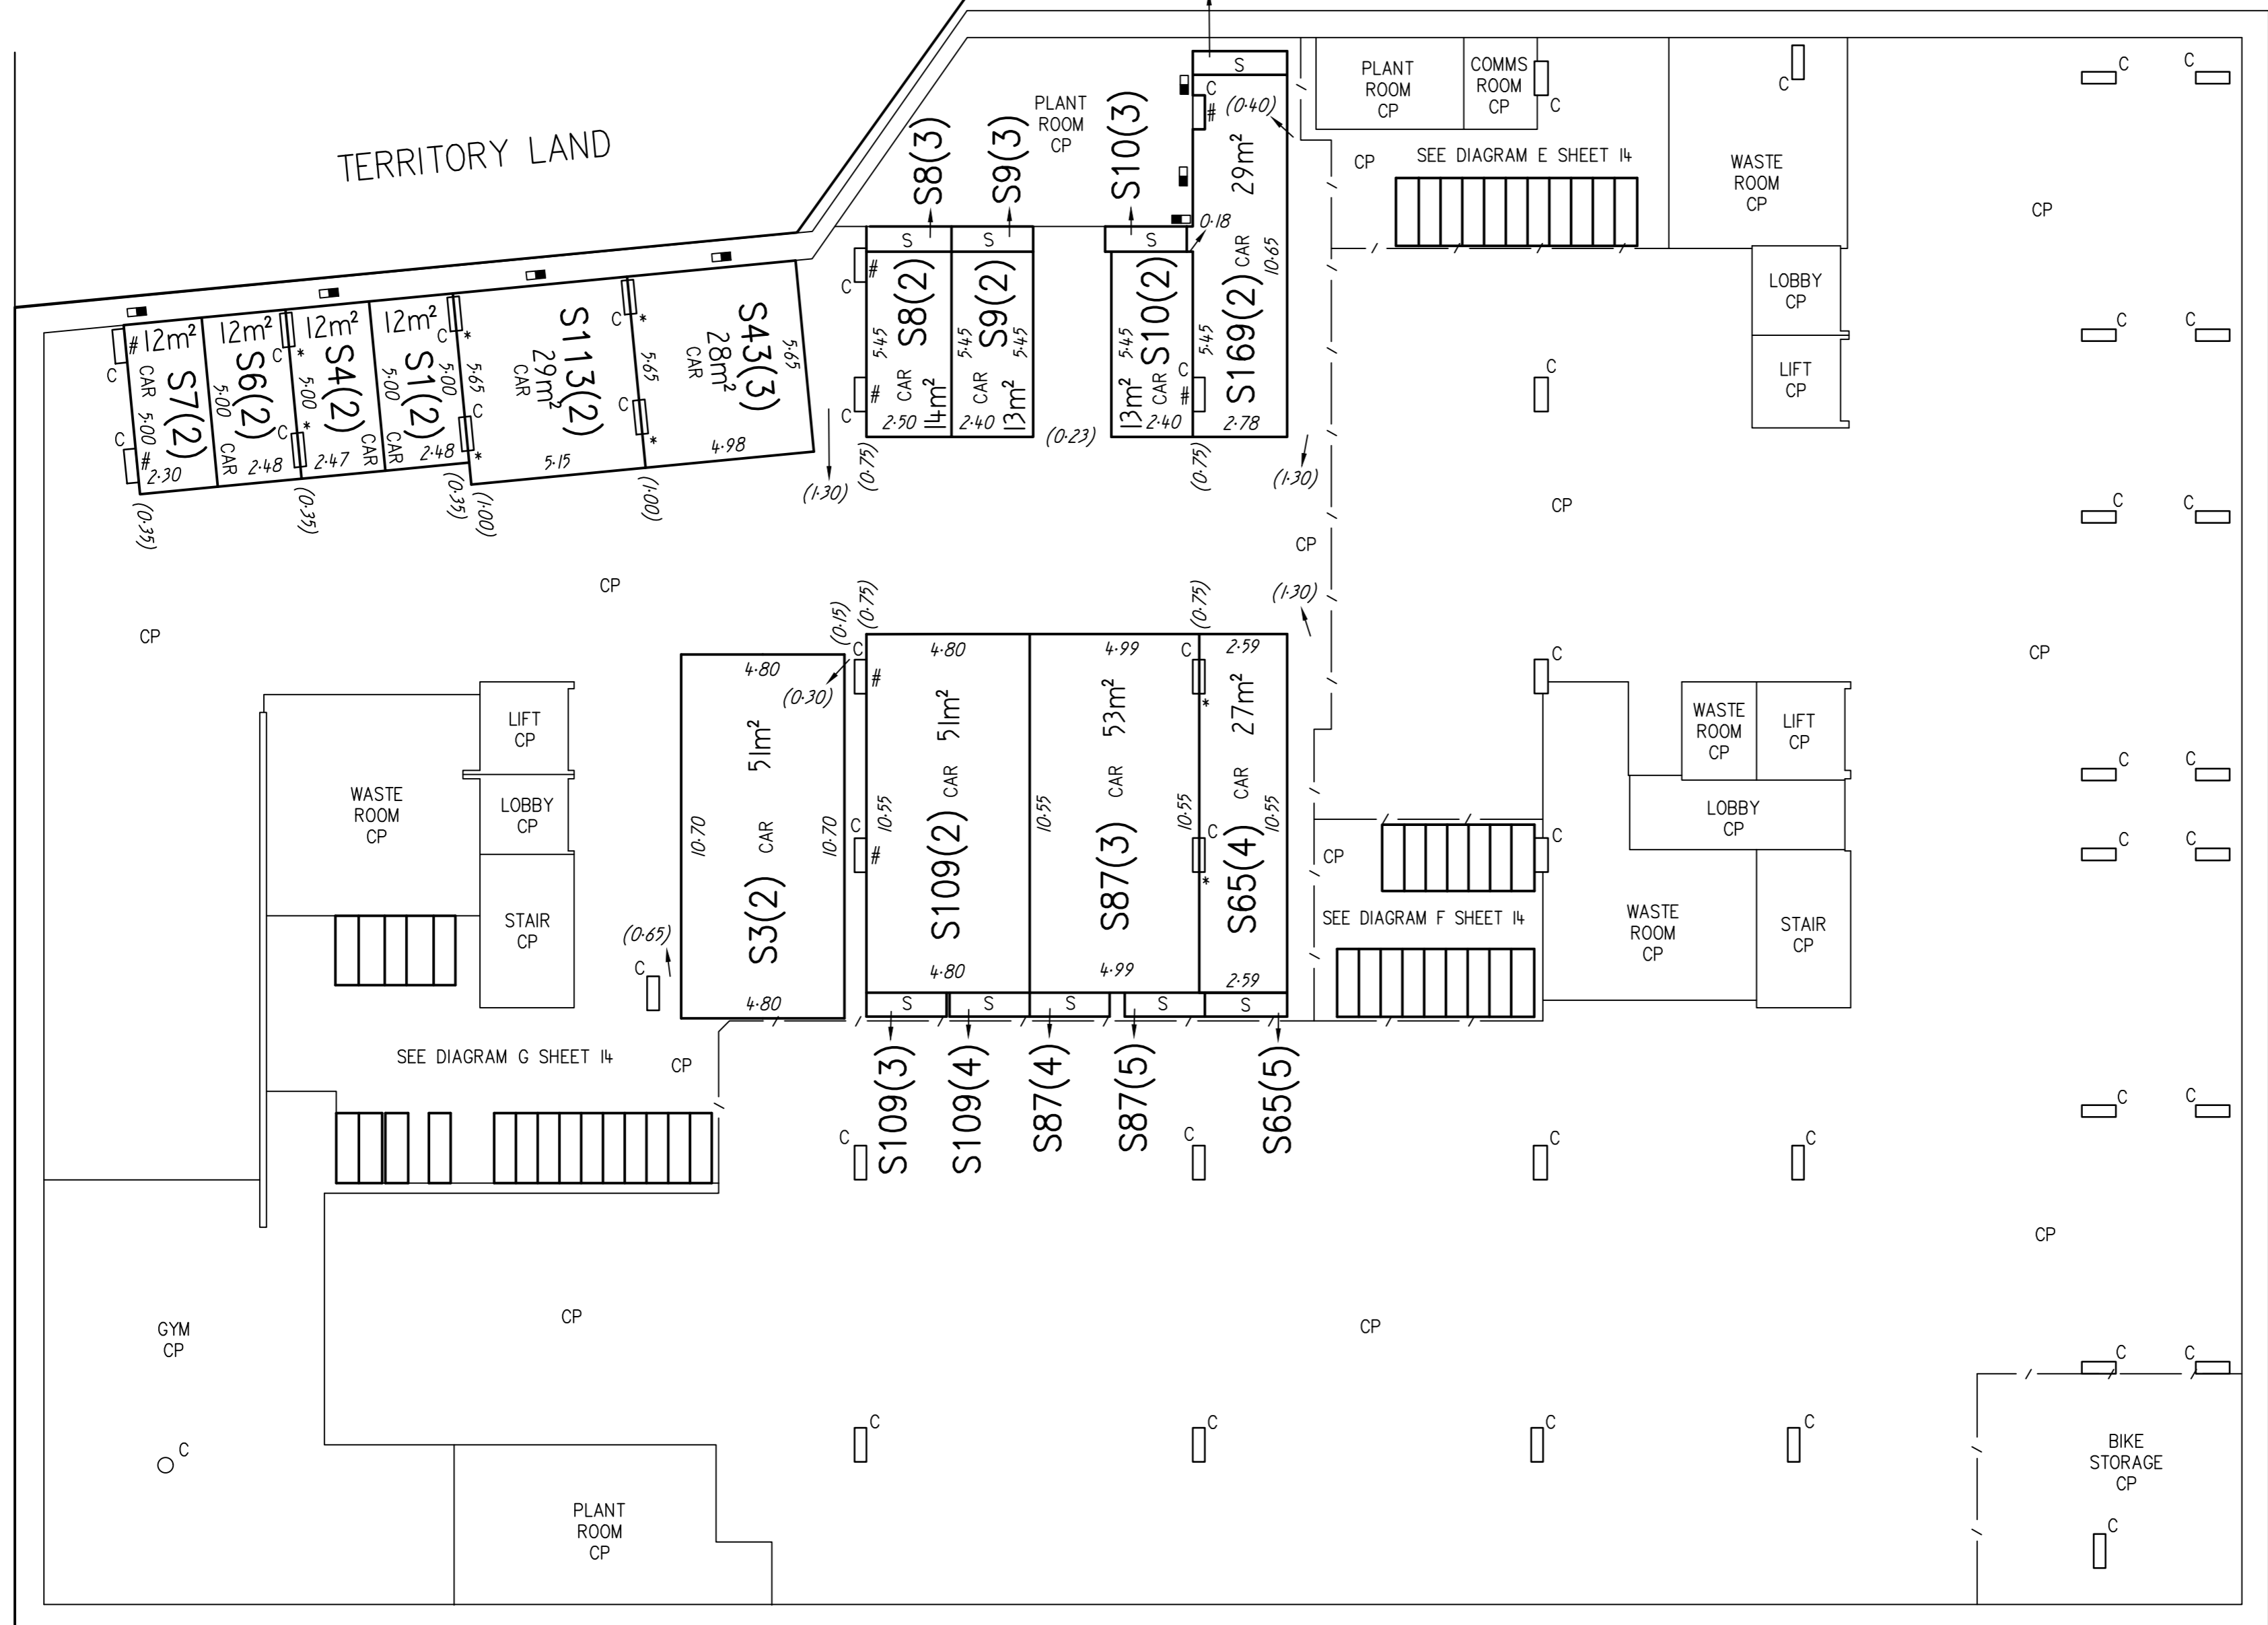 TERRITORY LAND
PLANT
ROOM
CP
S8(3)
S9(3)
S10(3)
S
C
#
(0·40)
29m²
CAR
S169(2)
10·65
5·45
2·78
0·18
PLANT
ROOM
CP
COMMS
ROOM
CP
C
C
CP
SEE DIAGRAM E SHEET 14
WASTE
ROOM
CP
C
C
CP
LOBBY
CP
LIFT
CP
C
C
#
12m²
CAR
5·00
S7(2)
C
C
#
2·30
12m²
S6(2)
5·00
CAR
2·48
12m²
S4(2)
5·00
CAR
2·47
C
*
C
*
12m²
S1(2)
5·00
5·00
CAR
2·48
C
*
C
*
5·65
S113(2)
29m²
CAR
5·15
C
*
C
*
5·65
S43(3)
28m²
CAR
5·65
4·98
(0·35)
(0·35)
(0·35)
(1·00)
(1·00)
(1·30)
S
#
C
S8(2)
5·45
CAR
14m²
#
C
2·50
S
S9(2)
5·45
5·45
CAR
13m²
2·40
S
S10(2)
5·45
CAR
13m²
C
#
2·40
(0·75)
(0·23)
(0·75)
(1·30)
C
CP
C
C
CP
CP
CP
(1·30)
(0·75)
(0·15)
(0·75)
CP
4·80
(0·30)
51m²
10·70
CAR
10·70
S3(2)
4·80
C
#
C
#
4·80
51m²
CAR
10·55
S109(2)
4·80
4·99
53m²
CAR
10·55
10·55
S87(3)
4·99
C
*
C
*
2·59
27m²
CAR
10·55
S65(4)
2·59
S
S
S
S
S
S109(3)
S109(4)
S87(4)
S87(5)
S65(5)
LIFT
CP
LOBBY
CP
STAIR
CP
WASTE
ROOM
CP
(0·65)
C
SEE DIAGRAM G SHEET 14
CP
C
WASTE
ROOM
CP
LIFT
CP
LOBBY
CP
CP
C
SEE DIAGRAM F SHEET 14
WASTE
ROOM
CP
STAIR
CP
CP
C
C
C
C
C
C
C
C
C
C
CP
GYM
CP
C
CP
CP
C
C
C
C
C
C
BIKE
STORAGE
CP
C
PLANT
ROOM
CP